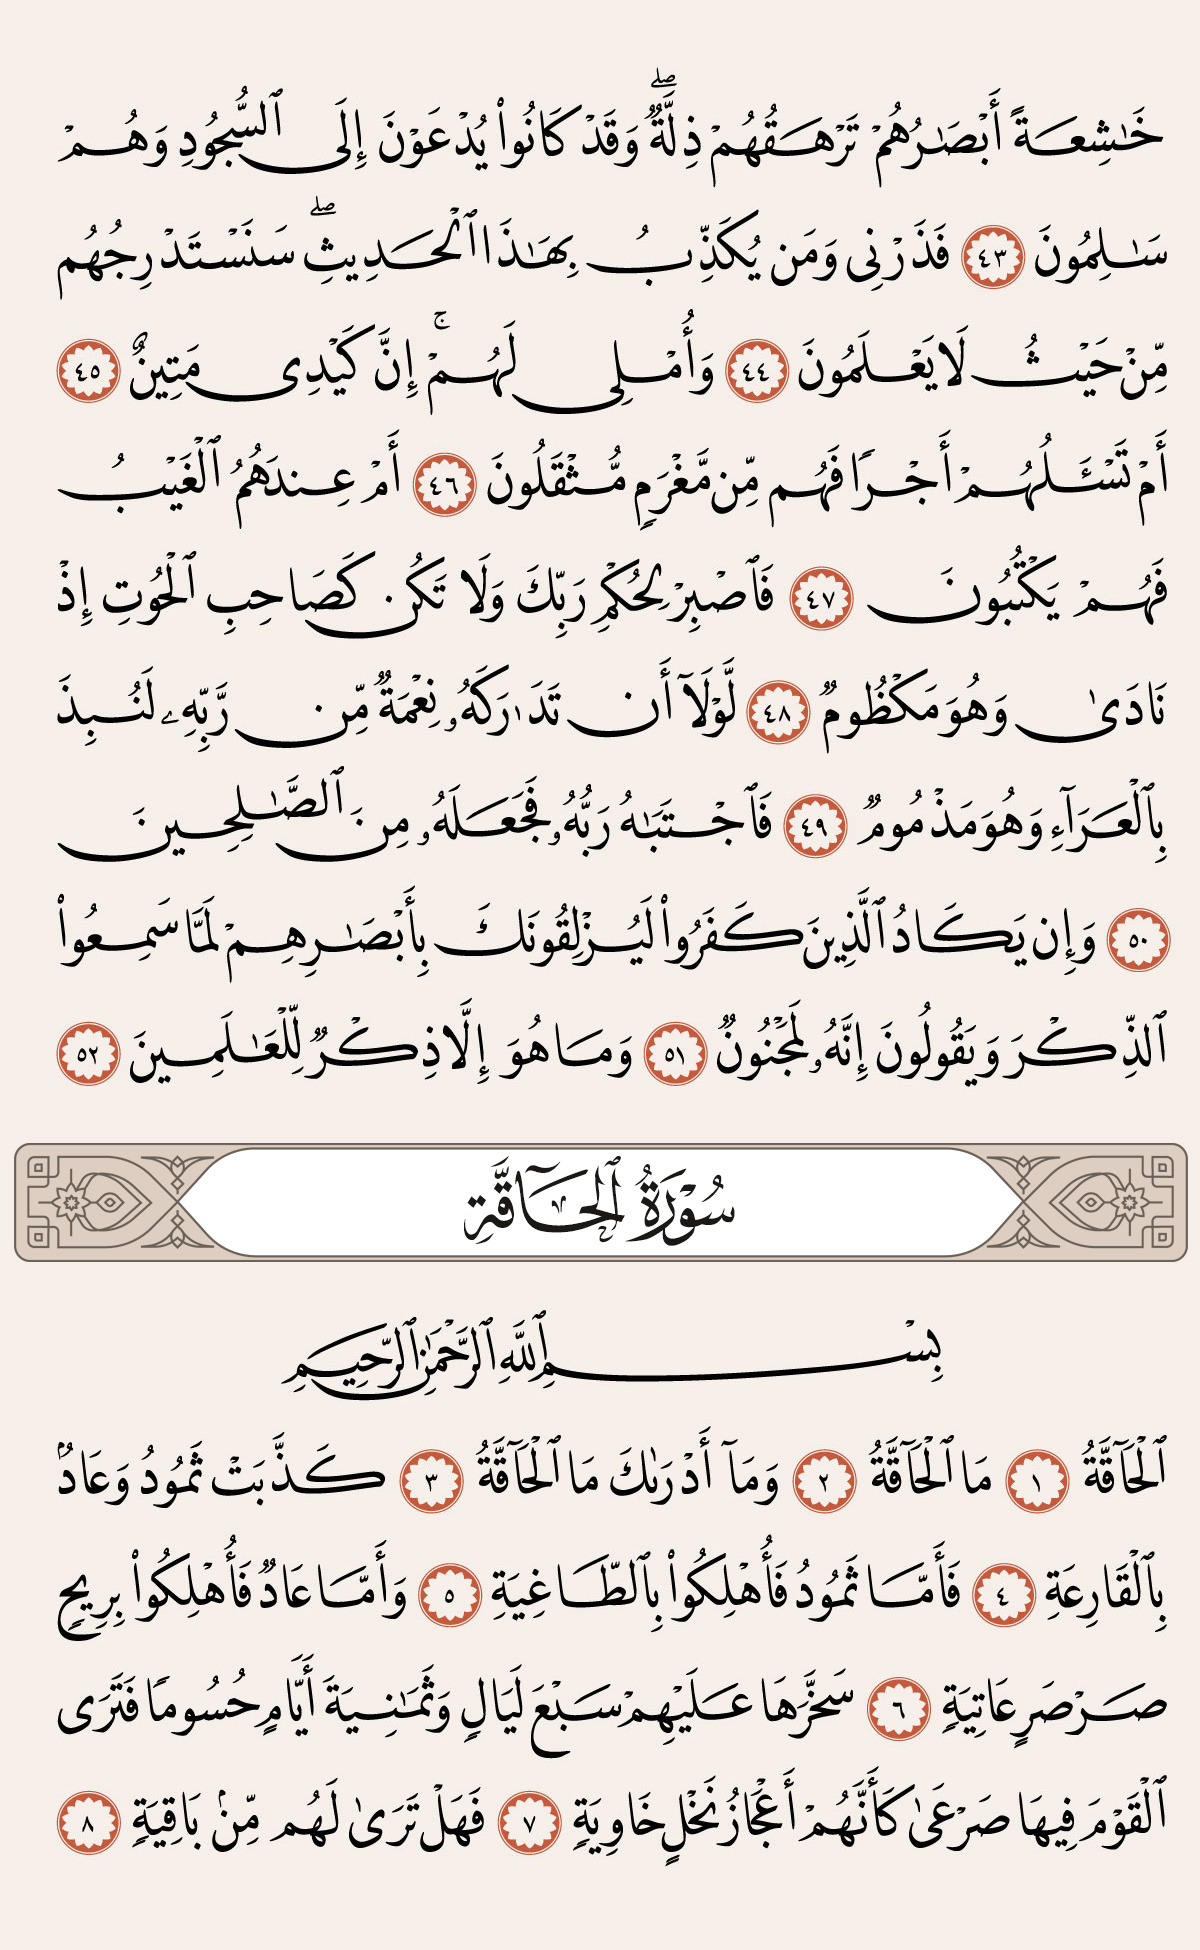 خَٰشِعَةً أَبْصَٰرُهُمْ تَرْهَقُهُمْ ذِلَّةٌۖ وَقَدْ كَانُوا۟ يُدْعَوْنَ إِلَى ٱلسُّجُودِ وَهُمْ
سَٰلِمُونَ ٤٣ فَذَرْنِى وَمَن يُكَذِّبُ بِهَٰذَا ٱلْحَدِيثِۖ سَنَسْتَدْرِجُهُم
مِّنْ حَيْثُ لَا يَعْلَمُونَ ٤٤ وَأُمْلِى لَهُمْۚ إِنَّ كَيْدِى مَتِينٌ ٤٥
أَمْ تَسْـَٔلُهُمْ أَجْرًا فَهُم مِّن مَّغْرَمٍ مُّثْقَلُونَ ٤٦ أَمْ عِندَهُمُ ٱلْغَيْبُ
فَهُمْ يَكْتُبُونَ ٤٧ فَٱصْبِرْ لِحُكْمِ رَبِّكَ وَلَا تَكُن كَصَاحِبِ ٱلْحُوتِ إِذْ
نَادَىٰ وَهُوَ مَكْظُومٌ ٤٨ لَّوْلَآ أَن تَدَٰرَكَهُۥ نِعْمَةٌ مِّن رَّبِّهِۦ لَنُبِذَ
بِٱلْعَرَآءِ وَهُوَ مَذْمُومٌ ٤٩ فَٱجْتَبَٰهُ رَبُّهُۥ فَجَعَلَهُۥ مِنَ ٱلصَّٰلِحِينَ
٥٠ وَإِن يَكَادُ ٱلَّذِينَ كَفَرُوا۟ لَيُزْلِقُونَكَ بِأَبْصَٰرِهِمْ لَمَّا سَمِعُوا۟
ٱلذِّكْرَ وَيَقُولُونَ إِنَّهُۥ لَمَجْنُونٌ ٥١ وَمَا هُوَ إِلَّا ذِكْرٌ لِّلْعَٰلَمِينَ ٥٢
سُورَةُ ٱلْحَآقَّةِ
بِسْمِ ٱللَّهِ ٱلرَّحْمَٰنِ ٱلرَّحِيمِ
ٱلْحَآقَّةُ ١ مَا ٱلْحَآقَّةُ ٢ وَمَآ أَدْرَىٰكَ مَا ٱلْحَآقَّةُ ٣ كَذَّبَتْ ثَمُودُ وَعَادٌۢ
بِٱلْقَارِعَةِ ٤ فَأَمَّا ثَمُودُ فَأُهْلِكُوا۟ بِٱلطَّاغِيَةِ ٥ وَأَمَّا عَادٌ فَأُهْلِكُوا۟ بِرِيحٍ
صَرْصَرٍ عَاتِيَةٍ ٦ سَخَّرَهَا عَلَيْهِمْ سَبْعَ لَيَالٍ وَثَمَٰنِيَةَ أَيَّامٍ حُسُومًا فَتَرَى
ٱلْقَوْمَ فِيهَا صَرْعَىٰ كَأَنَّهُمْ أَعْجَازُ نَخْلٍ خَاوِيَةٍ ٧ فَهَلْ تَرَىٰ لَهُم مِّنۢ بَاقِيَةٍ ٨